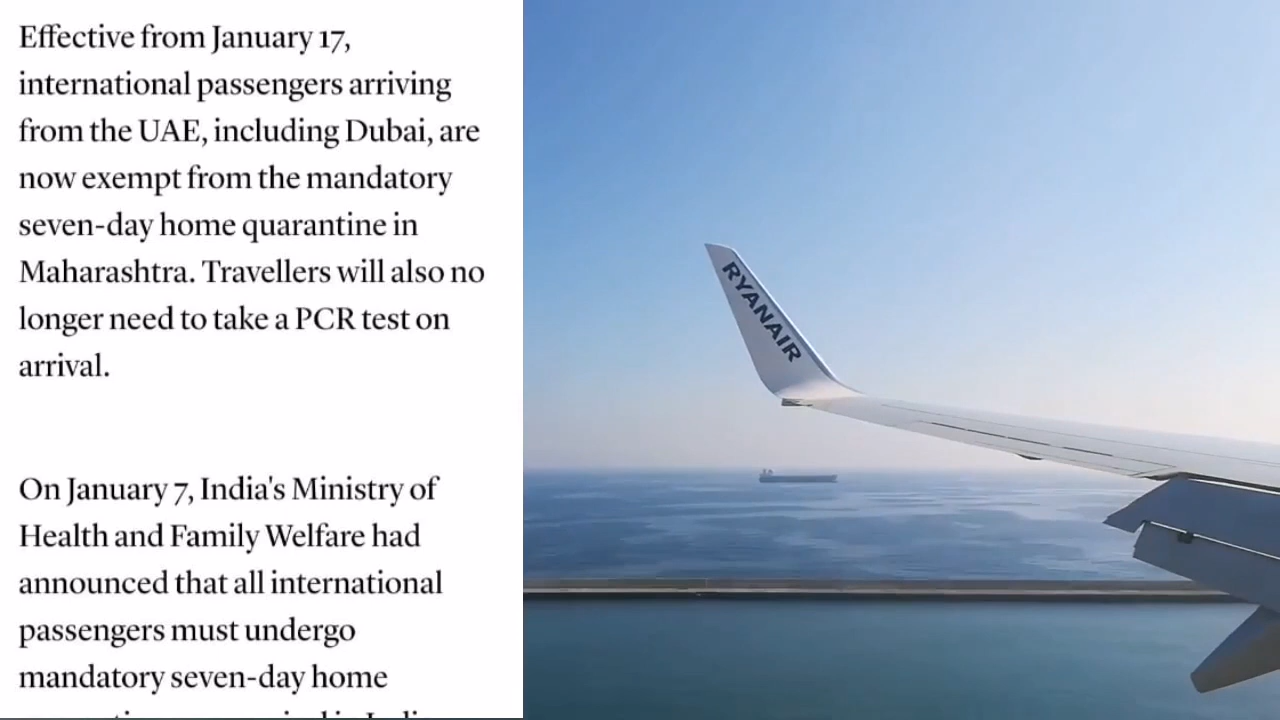 Effective from January 17,
international passengers arriving
from the UAE, including Dubai, are
now exempt from the mandatory
seven-day home quarantine in
Maharashtra. Travellers will also no
longer need to take a PCR test on
arrival.
On January 7, India's Ministry of
Health and Family Welfare had
announced that all international
passengers must undergo
mandatory seven-day home
RYANAIR